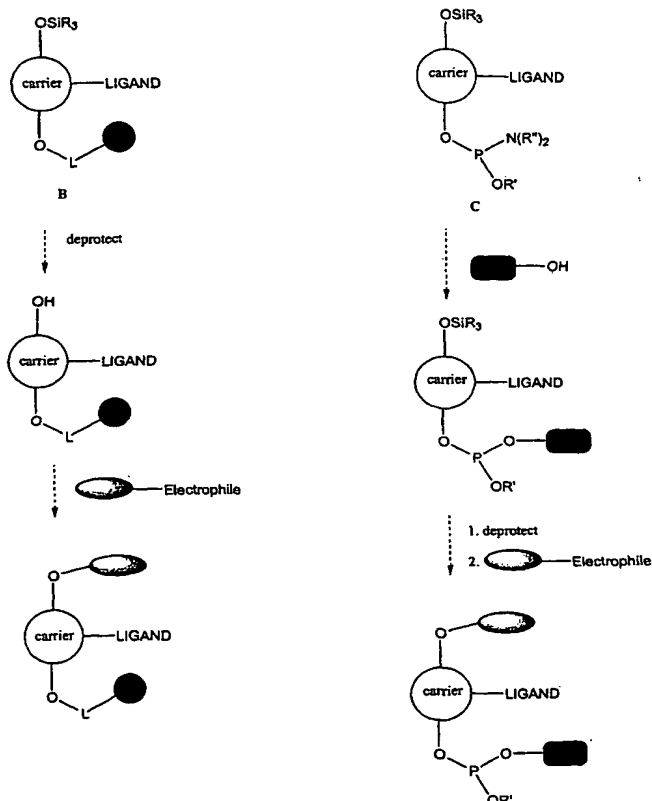 OSiR3
carrier
LIGAND
O
L
B
deprotect
OH
carrier
LIGAND
O
L
Electrophile
O
carrier
LIGAND
O
L
OSiR3
carrier
LIGAND
O
P
N(R")2
OR'
C
OH
OSiR3
carrier
LIGAND
O
P
O
OR'
1. deprotect
2.
Electrophile
O
carrier
LIGAND
O
P
O
OR'